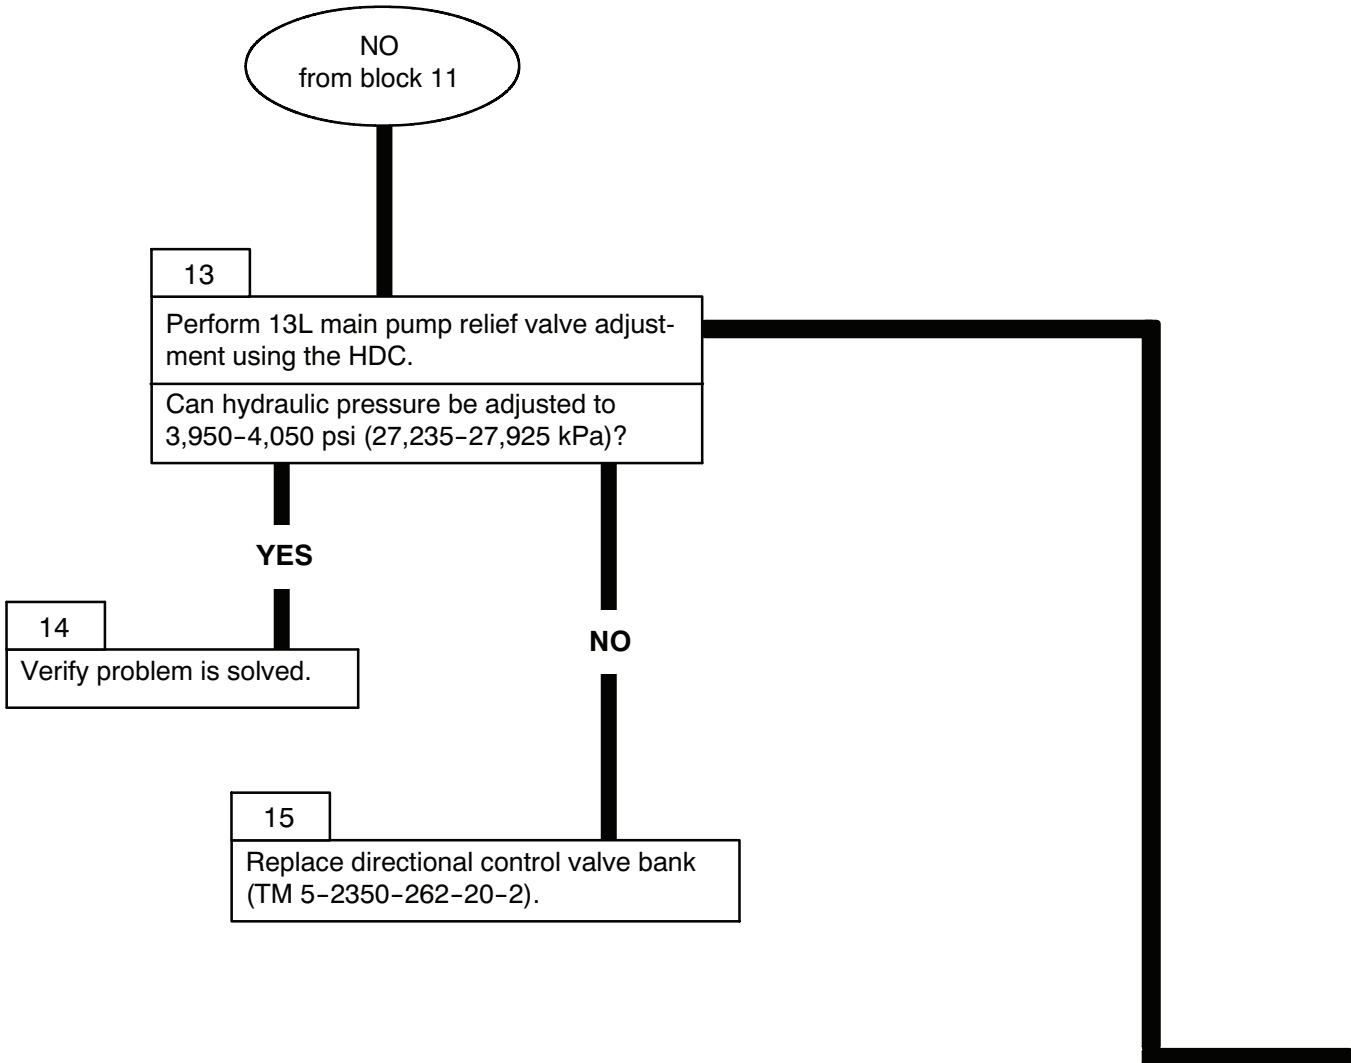 NO
from block 11
13
Perform 13L main pump relief valve adjust-
ment using the HDC.
Can hydraulic pressure be adjusted to
3,950-4,050 psi (27,235-27,925 kPa)?
YES
NO
14
Verify problem is solved.
15
Replace directional control valve bank
(TM 5-2350-262-20-2).